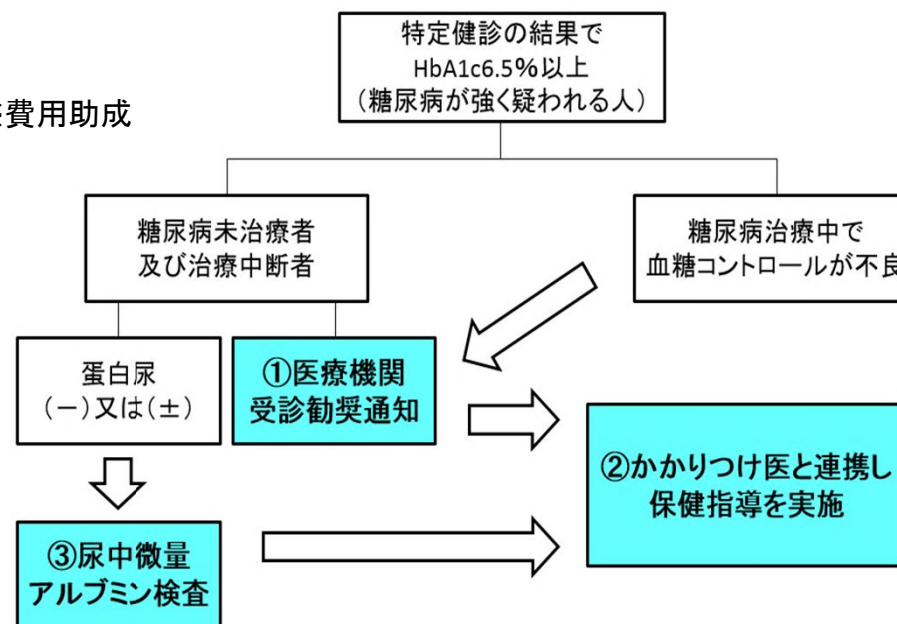 特定健診の結果で
HbA1c6.5%以上
（糖尿病が強く疑われる人）
費用助成
糖尿病未治療者
及び治療中断者
糖尿病治療中で
血糖コントロールが不良
蛋白尿
（－）又は（±）
①医療機関
受診勧奨通知
②かかりつけ医と連携し
保健指導を実施
③尿中微量
アルブミン検査